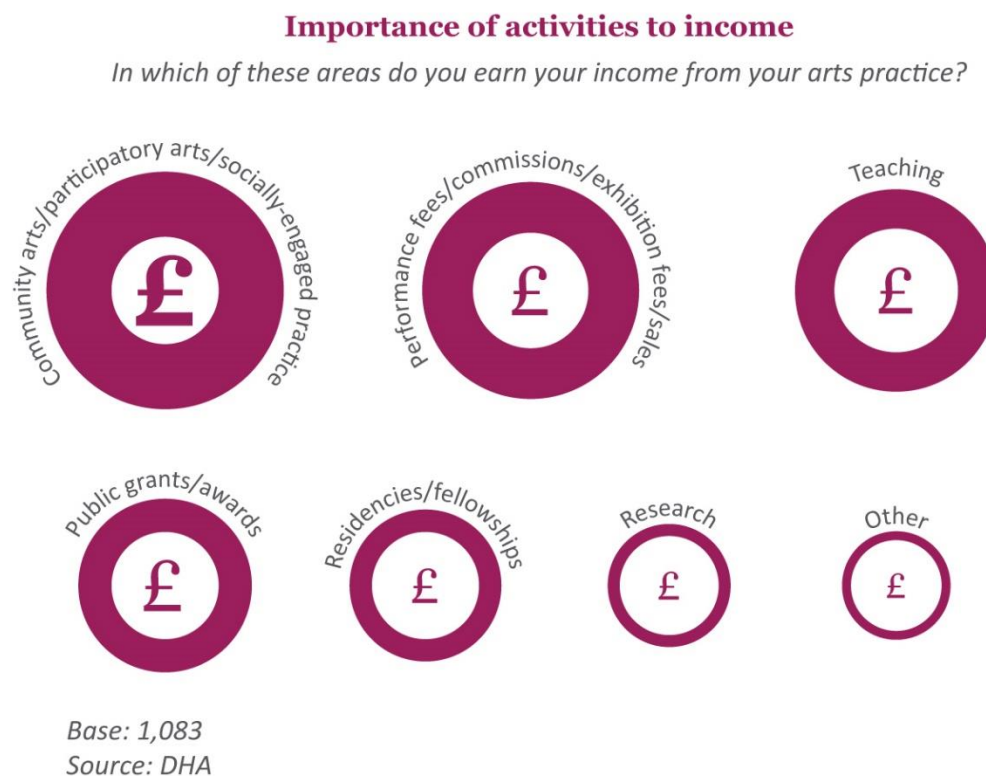 Importance of activities to income
In which of these areas do you earn your income from your arts practice?
Community arts/participatory arts/socially-engaged practice
£
Performance fees/commissions/exhibition fees/sales
£
Teaching
£
Public grants/awards
£
Residencies/fellowships
£
Research
£
Other
£
Base: 1,083
Source: DHA